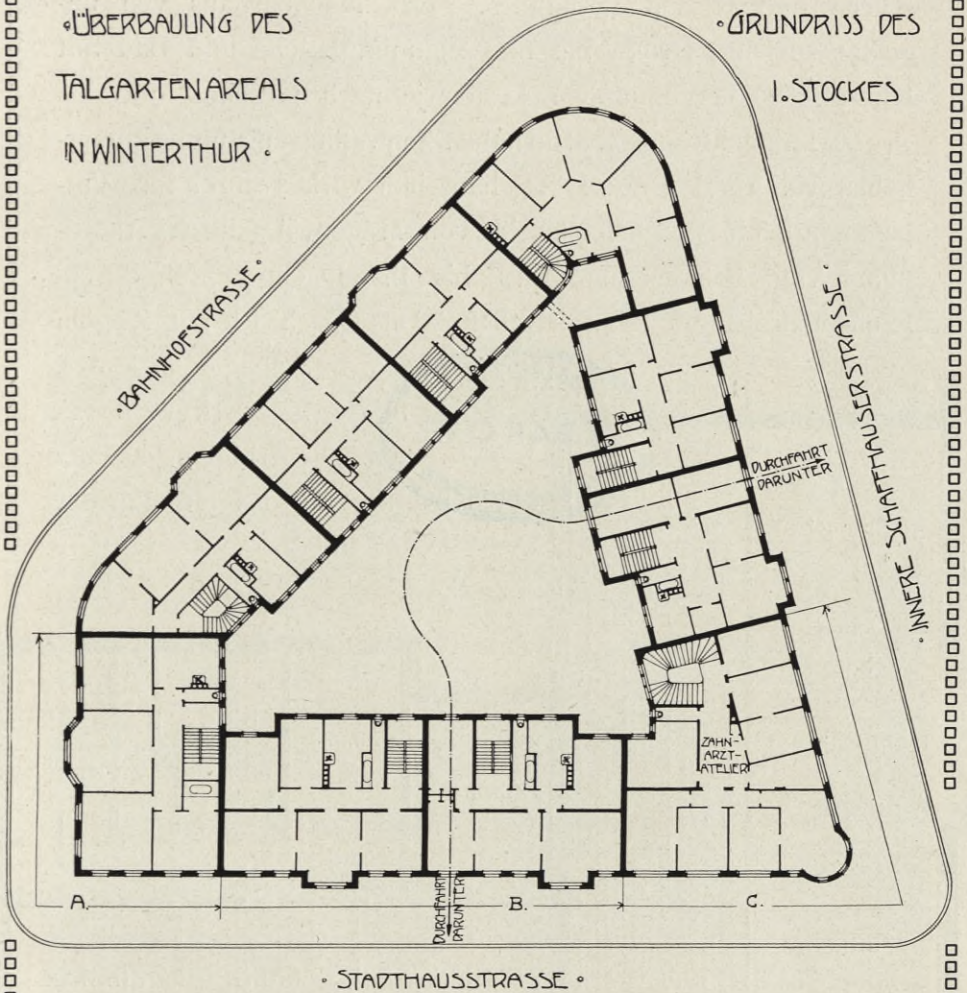 ·ÜBERBAUUNG DES
TALGARTENAREALS
IN WINTERTHUR·
·GRUNDRISS DES
I.STOCKES
·BAHNHOFSTRASSE·
·INNERE SCHAFFHAUSERSTRASSE·
DURCHFAHRT
DARUNTER
ZAHN-
ARZT-
ATELIER
I
A.
B.
C.
DURCHFAHRT
DARUNTER
·STADTHAUSSTRASSE·